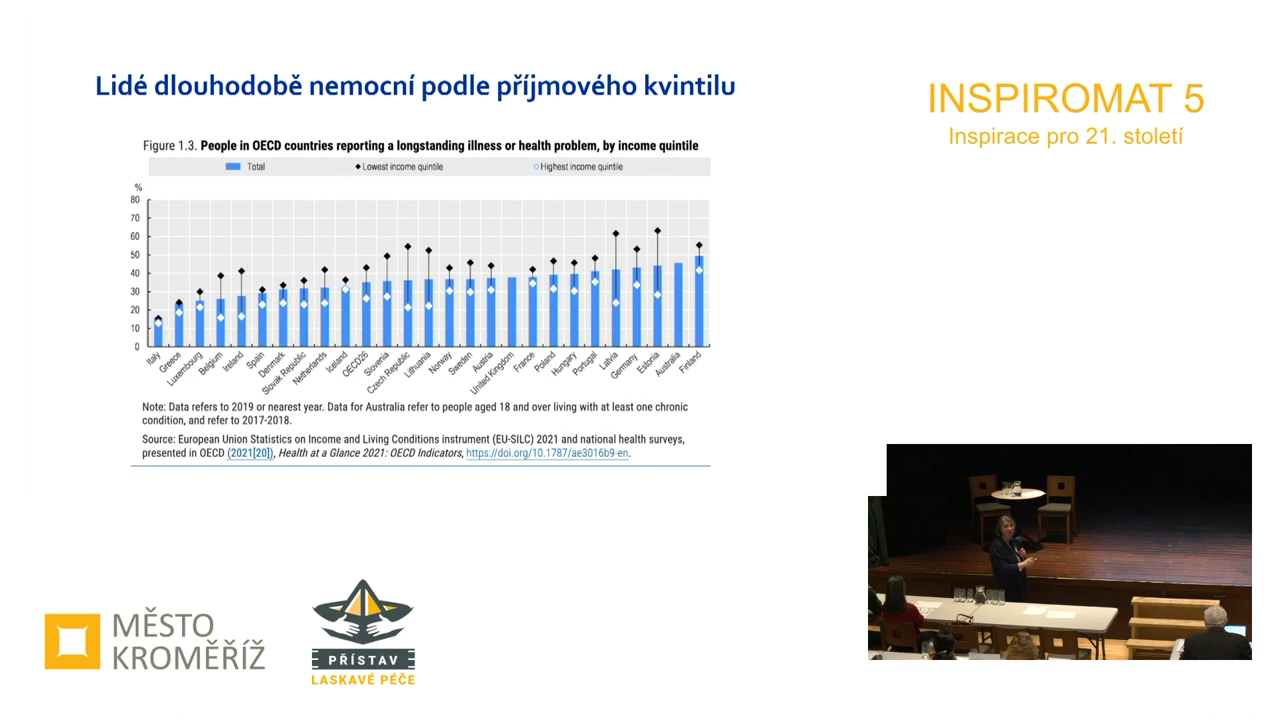 Lidé dlouhodobě nemocní podle příjmového kvintilu
INSPIROMAT 5
Inspirace pro 21. století
Figure 1.3. People in OECD countries reporting a longstanding illness or health problem, by income quintile
Total
Lowest income quintile
Highest income quintile
%
80
70
60
50
40
30
20
10
0
Italy
Greece
Luxembourg
Belgium
Ireland
Spain
Denmark
Slovak Republic
Netherlands
Iceland
OECD26
Slovenia
Czech Republic
Lithuania
Norway
Sweden
Austria
United Kingdom
France
Poland
Hungary
Portugal
Latvia
Germany
Estonia
Australia
Finland
Note: Data refers to 2019 or nearest year. Data for Australia refer to people aged 18 and over living with at least one chronic
condition, and refer to 2017-2018.
Source: European Union Statistics on Income and Living Conditions instrument (EU-SILC) 2021 and national health surveys,
presented in OECD (2021[20]), Health at a Glance 2021: OECD Indicators, https://doi.org/10.1787/ae3016b9-en.
MĚSTO
KROMĚŘÍŽ
PŘÍSTAV
LASKAVÉ PÉČE